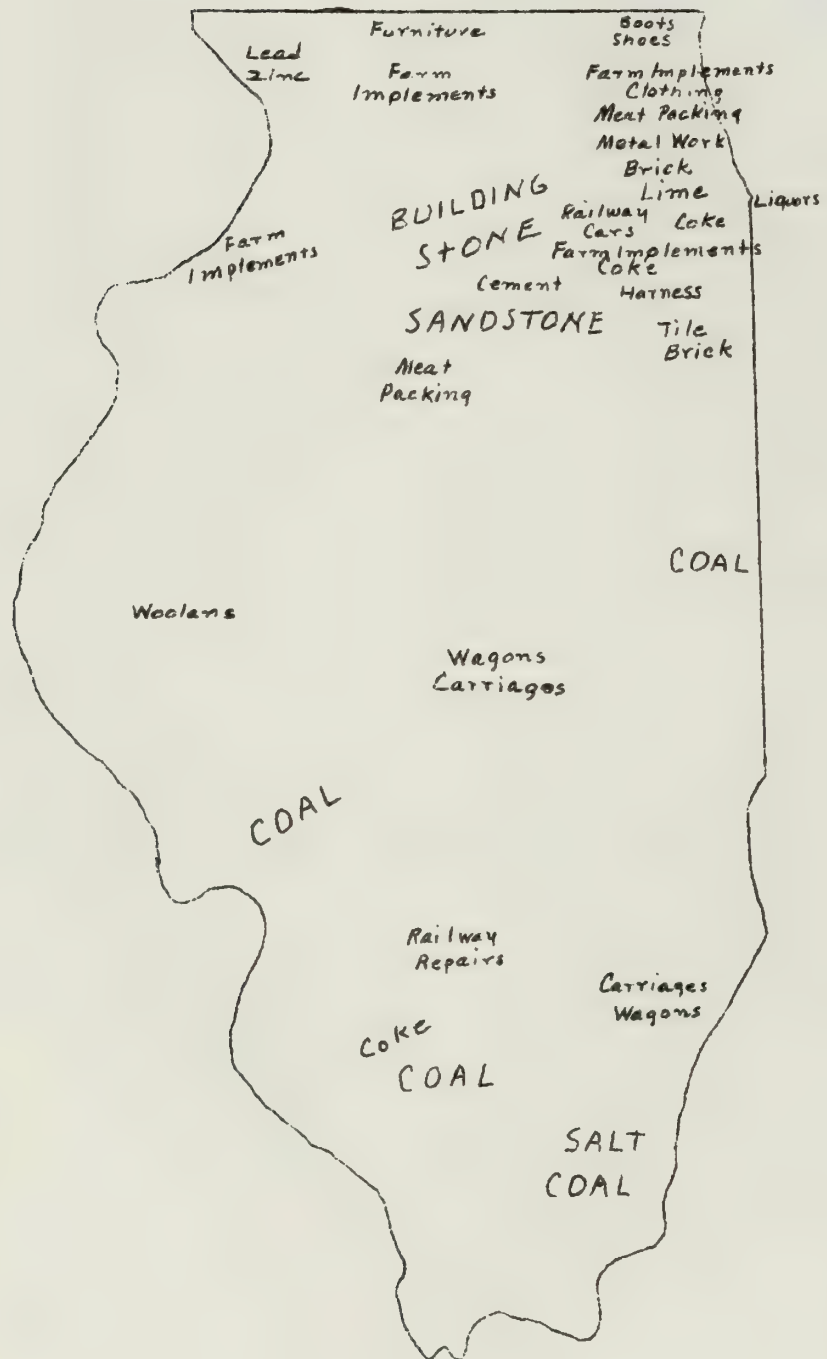 Furniture
Boots
Shoes
Lead
Zinc
Farm
Implements
Farm Implements
Clothing
Meat Packing
Metal Work
Brick
Lime
Liquors
BUILDING
STONE
Railway
Cars
Coke
Farm Implements
Coke
Farm
Implements
Cement
Harness
SANDSTONE
Tile
Brick
Meat
Packing
COAL
Woolans
Wagons
Carriages
COAL
Railway
Repairs
Carriages
Wagons
Coke
COAL
SALT
COAL